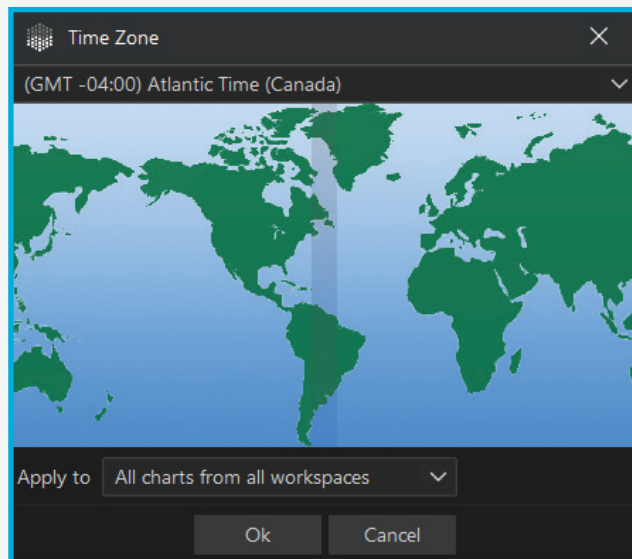 Time Zone
(GMT -04:00) Atlantic Time (Canada)
Apply to All charts from all workspaces
Ok Cancel